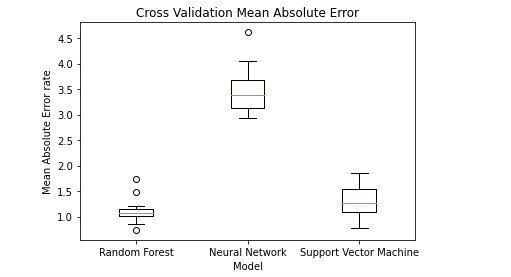 Cross Validation Mean Absolute Error
4.5
4.0
3.5
3.0
2.5
2.0
1.5
1.0
Mean Absolute Error rate
Random Forest Neural Network Support Vector Machine
Model